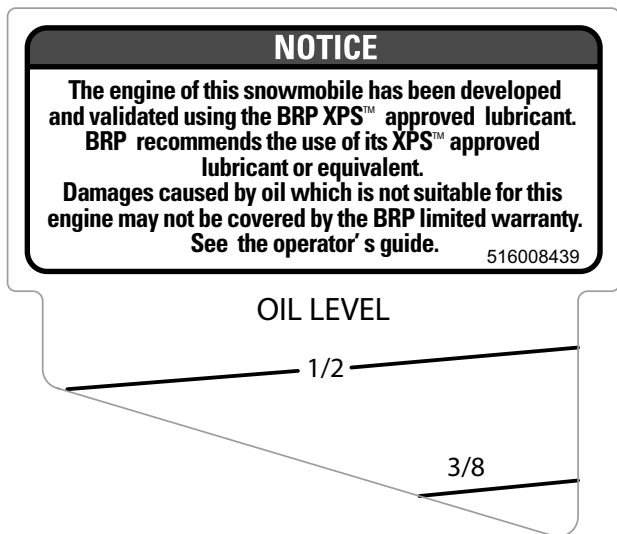 NOTICE
The engine of this snowmobile has been developed
and validated using the BRP XPS™ approved lubricant.
BRP recommends the use of its XPS™ approved
lubricant or equivalent.
Damages caused by oil which is not suitable for this
engine may not be covered by the BRP limited warranty.
See the operator's guide.
516008439
OIL LEVEL
1/2
3/8